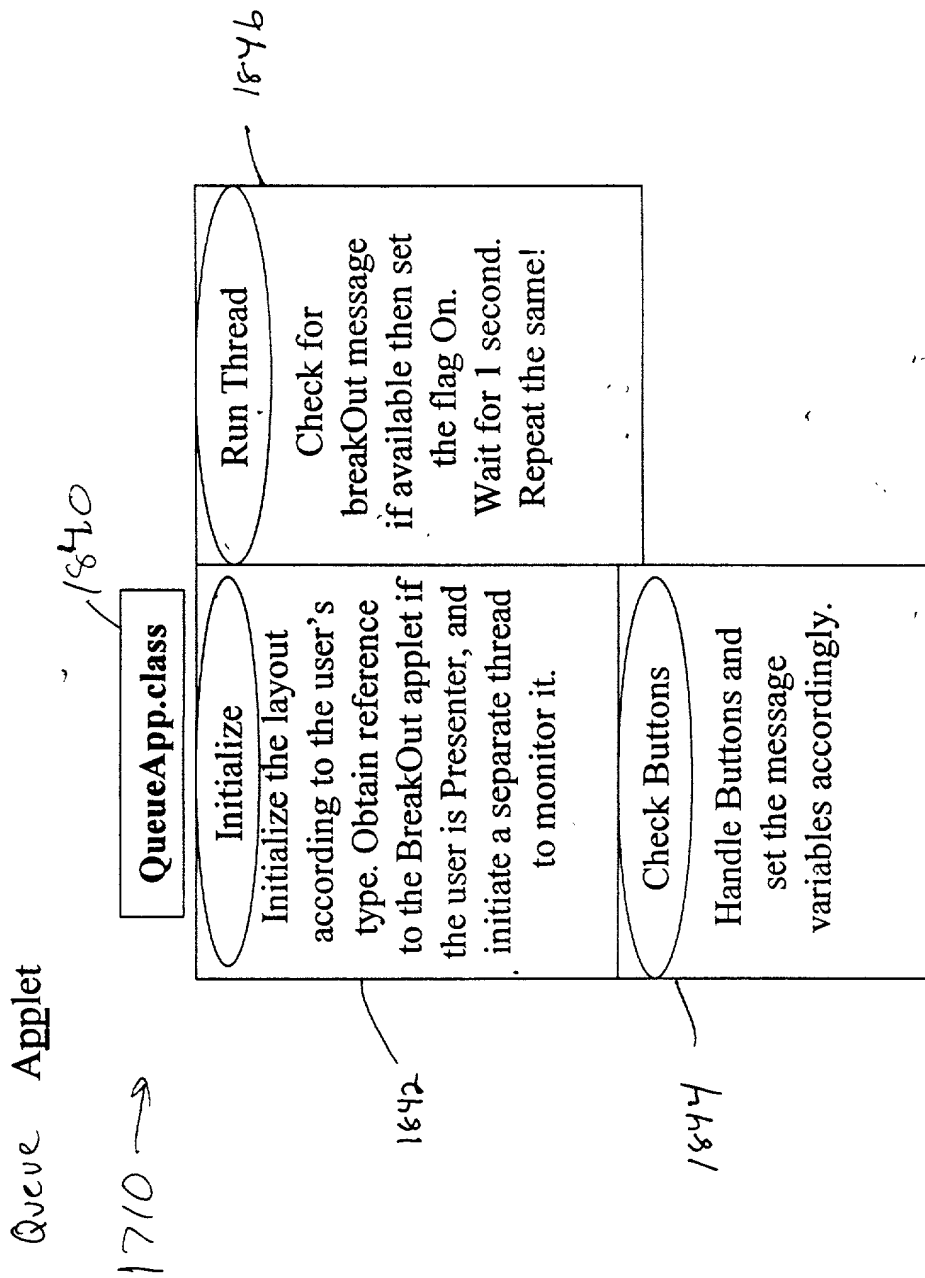 Queue Applet
1710
1840
QueueApp.class
Initialize
Initialize the layout
according to the user's
type. Obtain reference
to the BreakOut applet if
the user is Presenter, and
initiate a separate thread
to monitor it.
1842
Run Thread
Check for
breakOut message
if available then set
the flag On.
Wait for 1 second.
Repeat the same!
1846
Check Buttons
Handle Buttons and
set the message
variables accordingly.
1844